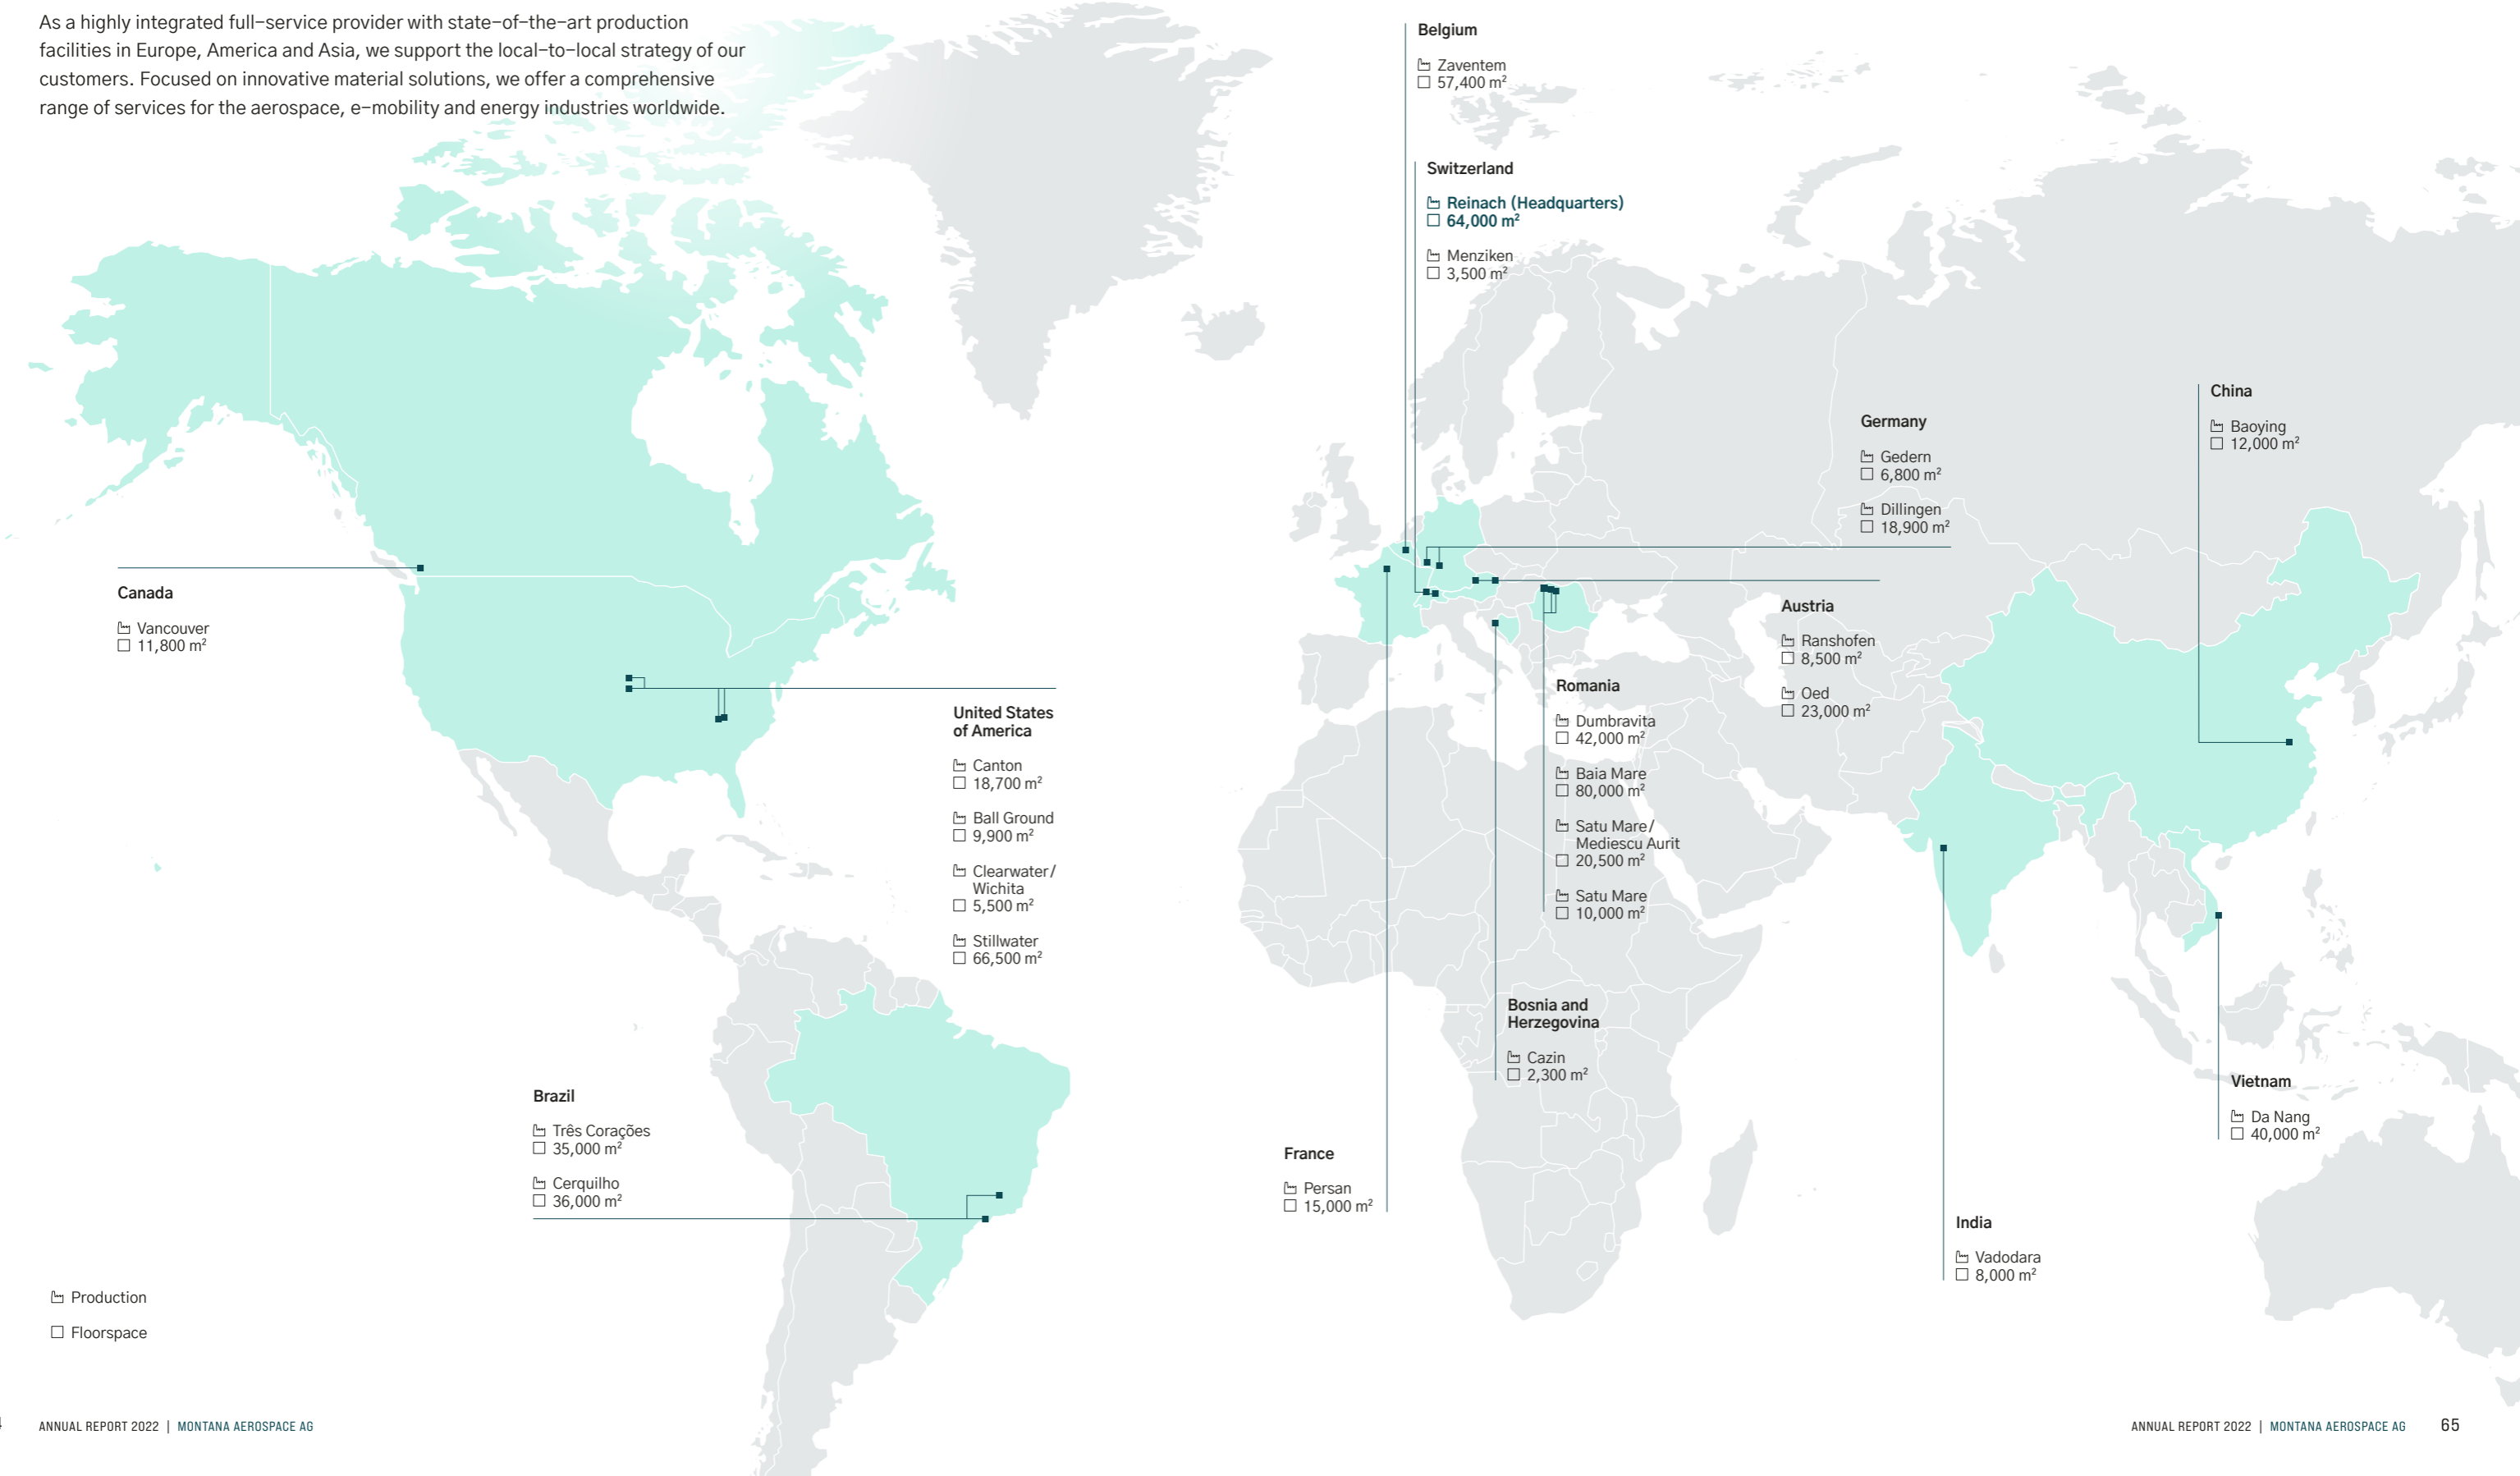 As a highly integrated full-service provider with state-of-the-art production
facilities in Europe, America and Asia, we support the local-to-local strategy of our
customers. Focused on innovative material solutions, we offer a comprehensive
range of services for the aerospace, e-mobility and energy industries worldwide.
Canada
Vancouver
11,800 m²
United States
of America
Canton
18,700 m²
Ball Ground
9,900 m²
Clearwater/
Wichita
5,500 m²
Stillwater
66,500 m²
Brazil
Três Corações
35,000 m²
Cerquilho
36,000 m²
Production
Floorspace
Belgium
Zaventem
57,400 m²
Switzerland
Reinach (Headquarters)
64,000 m²
Menziken
3,500 m²
Germany
Gedern
6,800 m²
Dillingen
18,900 m²
China
Baoying
12,000 m²
Austria
Ranshofen
8,500 m²
Oed
23,000 m²
Romania
Dumbravita
42,000 m²
Baia Mare
80,000 m²
Satu Mare/
Mediescu Aurit
20,500 m²
Satu Mare
10,000 m²
Bosnia and
Herzegovina
Cazin
2,300 m²
France
Persan
15,000 m²
Vietnam
Da Nang
40,000 m²
India
Vadodara
8,000 m²
ANNUAL REPORT 2022 | MONTANA AEROSPACE AG
ANNUAL REPORT 2022 | MONTANA AEROSPACE AG 65